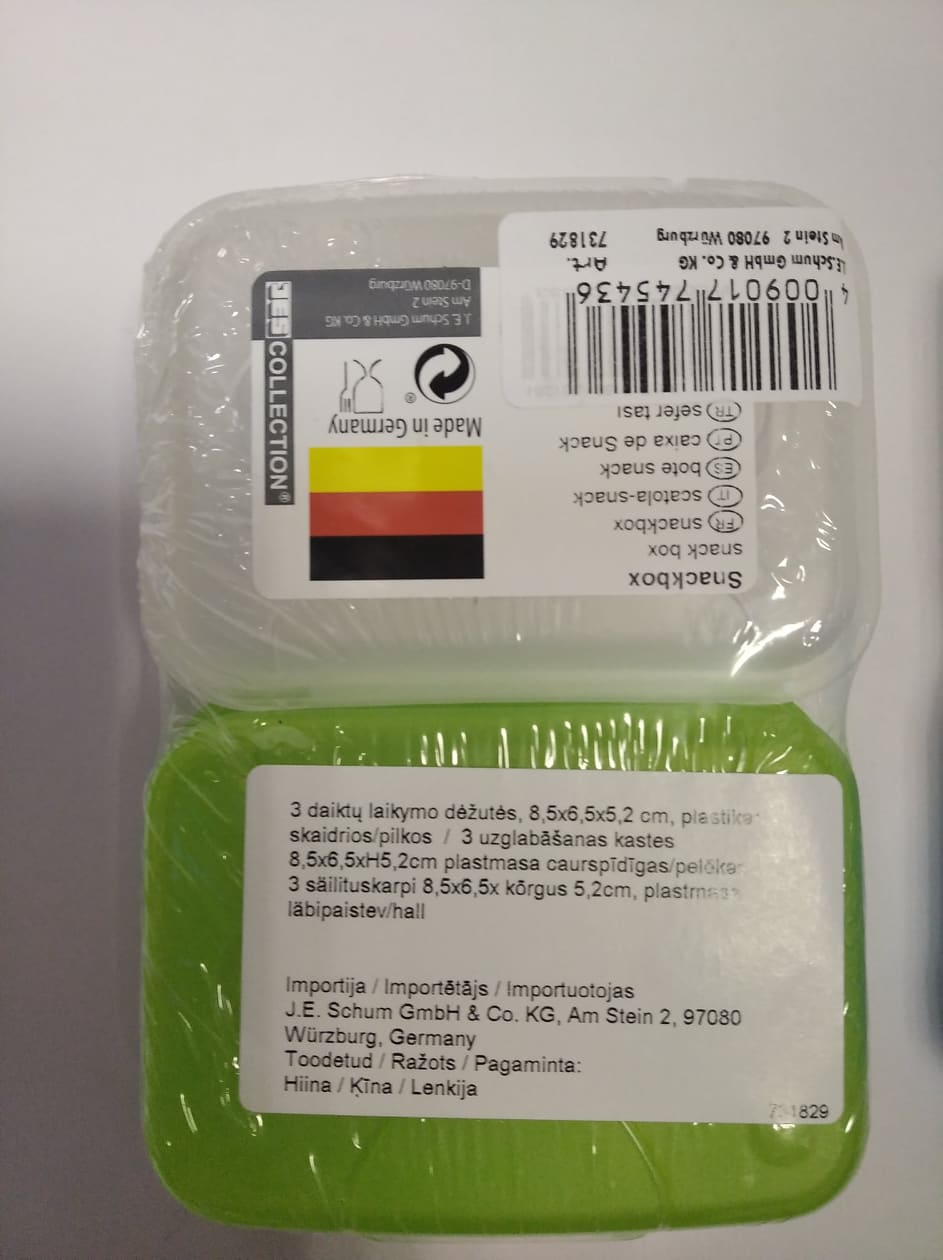 3 daiktų laikymo dėžutės, 8,5x6,5x5,2 cm,
skaidrios/pilkos / 3 uzglabāšanas kastes
8,5x6,5xH5,2cm plastmasa caurspīdīgas/
3 säilituskarpi 8,5x6,5x kõrgus 5,2cm,
läbipaistev/hall
Importija / Importētājs / Importuotojas
J.E. Schum GmbH & Co. KG, Am Stein 2, 97080
Würzburg, Germany
Toodetud / Ražots / Pagaminta:
Hiina / Ķīna / Lenkija
731829
Snackbox
snack box
FR snackbox
IT scatola-snack
ES bote snack
PT caixa de Snack
TR sefer tası
Made in Germany
®
JES COLLECTION®
J. E. Schum GmbH & Co. KG
Am Stein 2
D-97080 Würzburg
4 009017 745436
J.E.Schum GmbH & Co. KG Art.
Am Stein 2 97080 Würzburg 731829